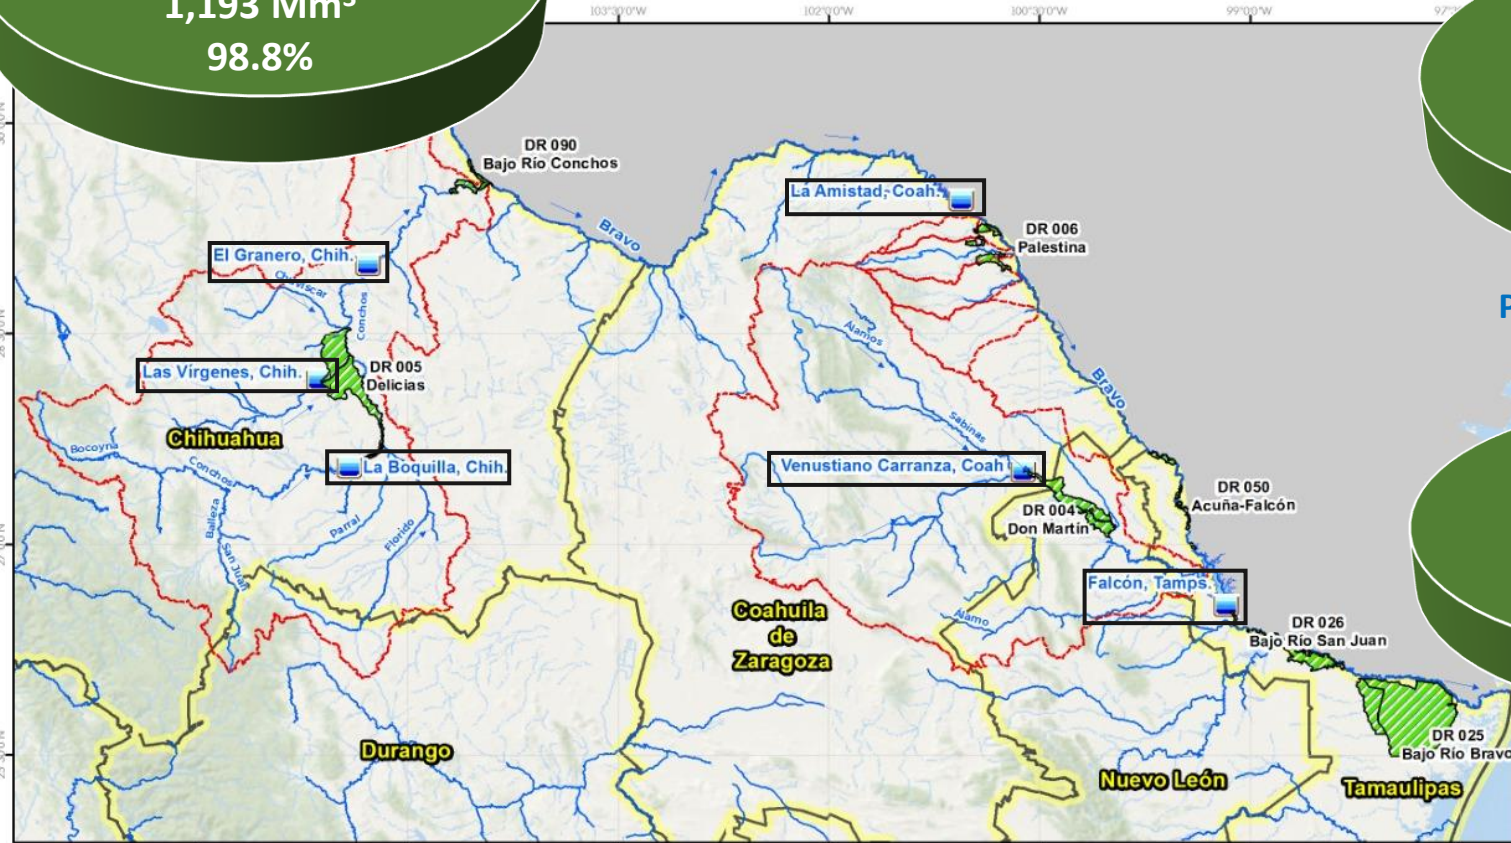 1,193 Mm³
98.8%
103°30'0"W
102°0'0"W
100°30'0"W
99°0'0"W
DR 090
Bajo Río Conchos
La Amistad, Coah.
Bravo
DR 006
Palestina
El Granero, Chih.
Chuviscar
Conchos
P
Álamos
Bravo
Las Vírgenes, Chih.
DR 005
Delicias
Sabinas
Chihuahua
Bocoyna
Conchos
La Boquilla, Chih.
Venustiano Carranza, Coah
DR 050
Acuña-Falcón
DR 004
Don Martín
Balleza
Parral
Florido
San Juan
Falcón, Tamps.
Coahuila
de
Zaragoza
Alamo
DR 026
Bajo Río San Juan
DR 025
Bajo Río Bravo
Durango
Nuevo León
Tamaulipas